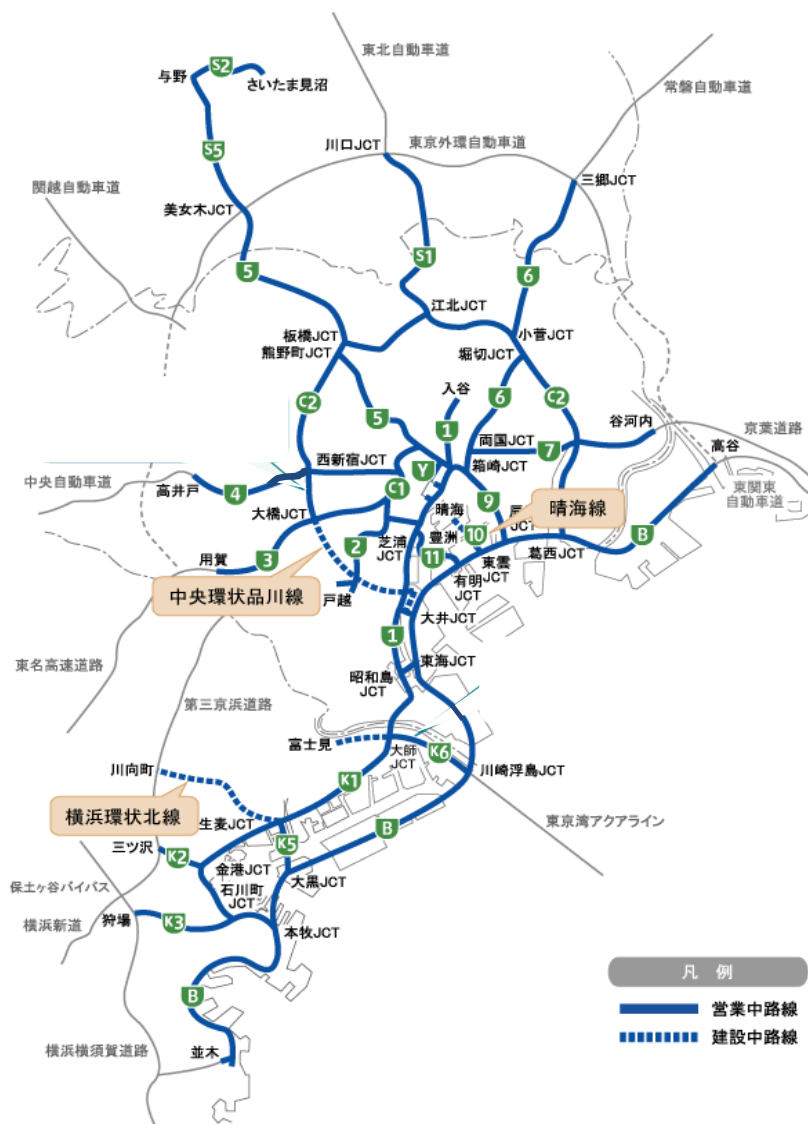 東北自動車道
常磐自動車道
与野
S2
さいたま見沼
川口JCT
東京外環自動車道
S5
三郷JCT
関越自動車道
美女木JCT
S1
5
6
江北JCT
板橋JCT
小菅JCT
熊野町JCT
堀切JCT
入谷
C2
6
C2
5
1
谷河内
京葉道路
両国JCT
7
高谷
西新宿JCT
Y
箱崎JCT
中央自動車道
高井戸
4
C1
9
東関東
自動車道
大橋JCT
晴海
晴海線
芝浦
JCT
豊洲
10
JCT
B
用賀
3
2
11
東雲
JCT
葛西JCT
有明
JCT
中央環状品川線
戸越
大井JCT
1
東名高速道路
東海JCT
昭和島
JCT
第三京浜道路
富士見
大師
JCT
K6
川向町
K1
川崎浮島JCT
横浜環状北線
生麦JCT
K5
B
東京湾アクアライン
三ツ沢
K2
金港JCT
大黒JCT
保土ヶ谷バイパス
石川町
JCT
狩場
横浜新道
K3
本牧JCT
凡 例
B
営業中路線
建設中路線
横浜横須賀道路
並木